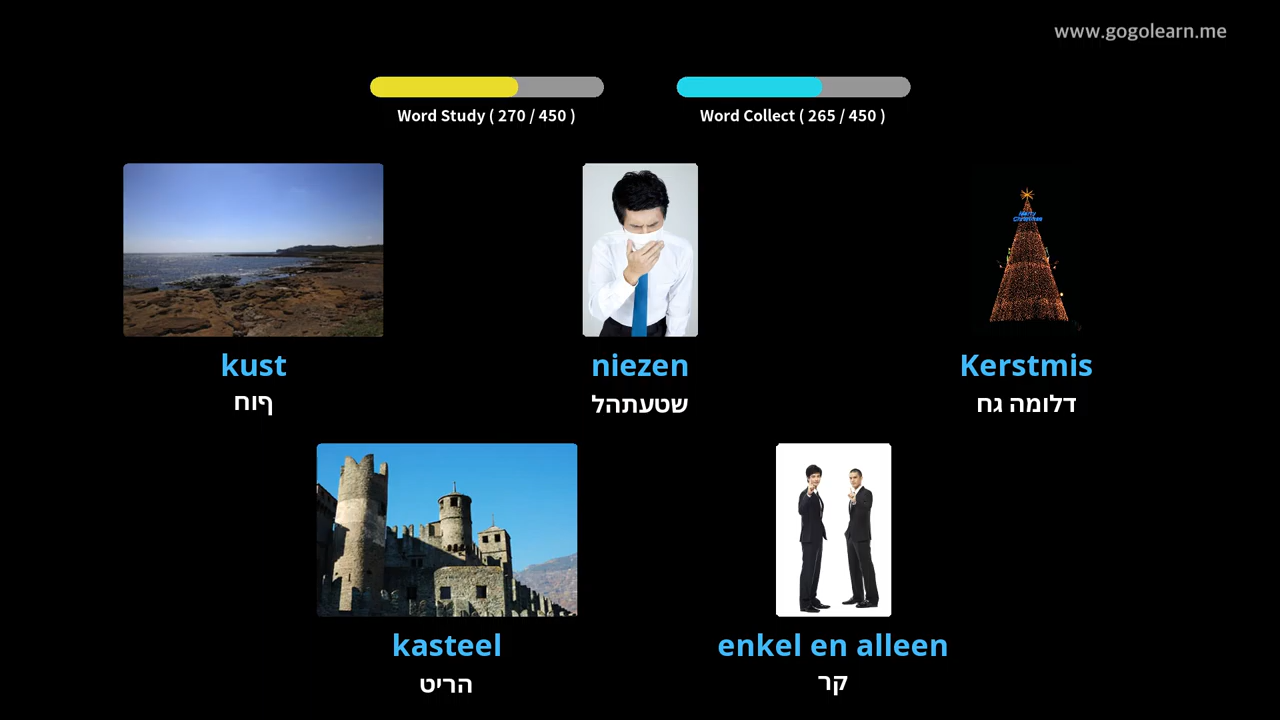 www.gogolearn.me
Word Study ( 270 / 450 )
Word Collect ( 265 / 450 )
kust
ףוח
niezen
שטעתהל
Kerstmis
דלומה גח
kasteel
הריט
enkel en alleen
קר